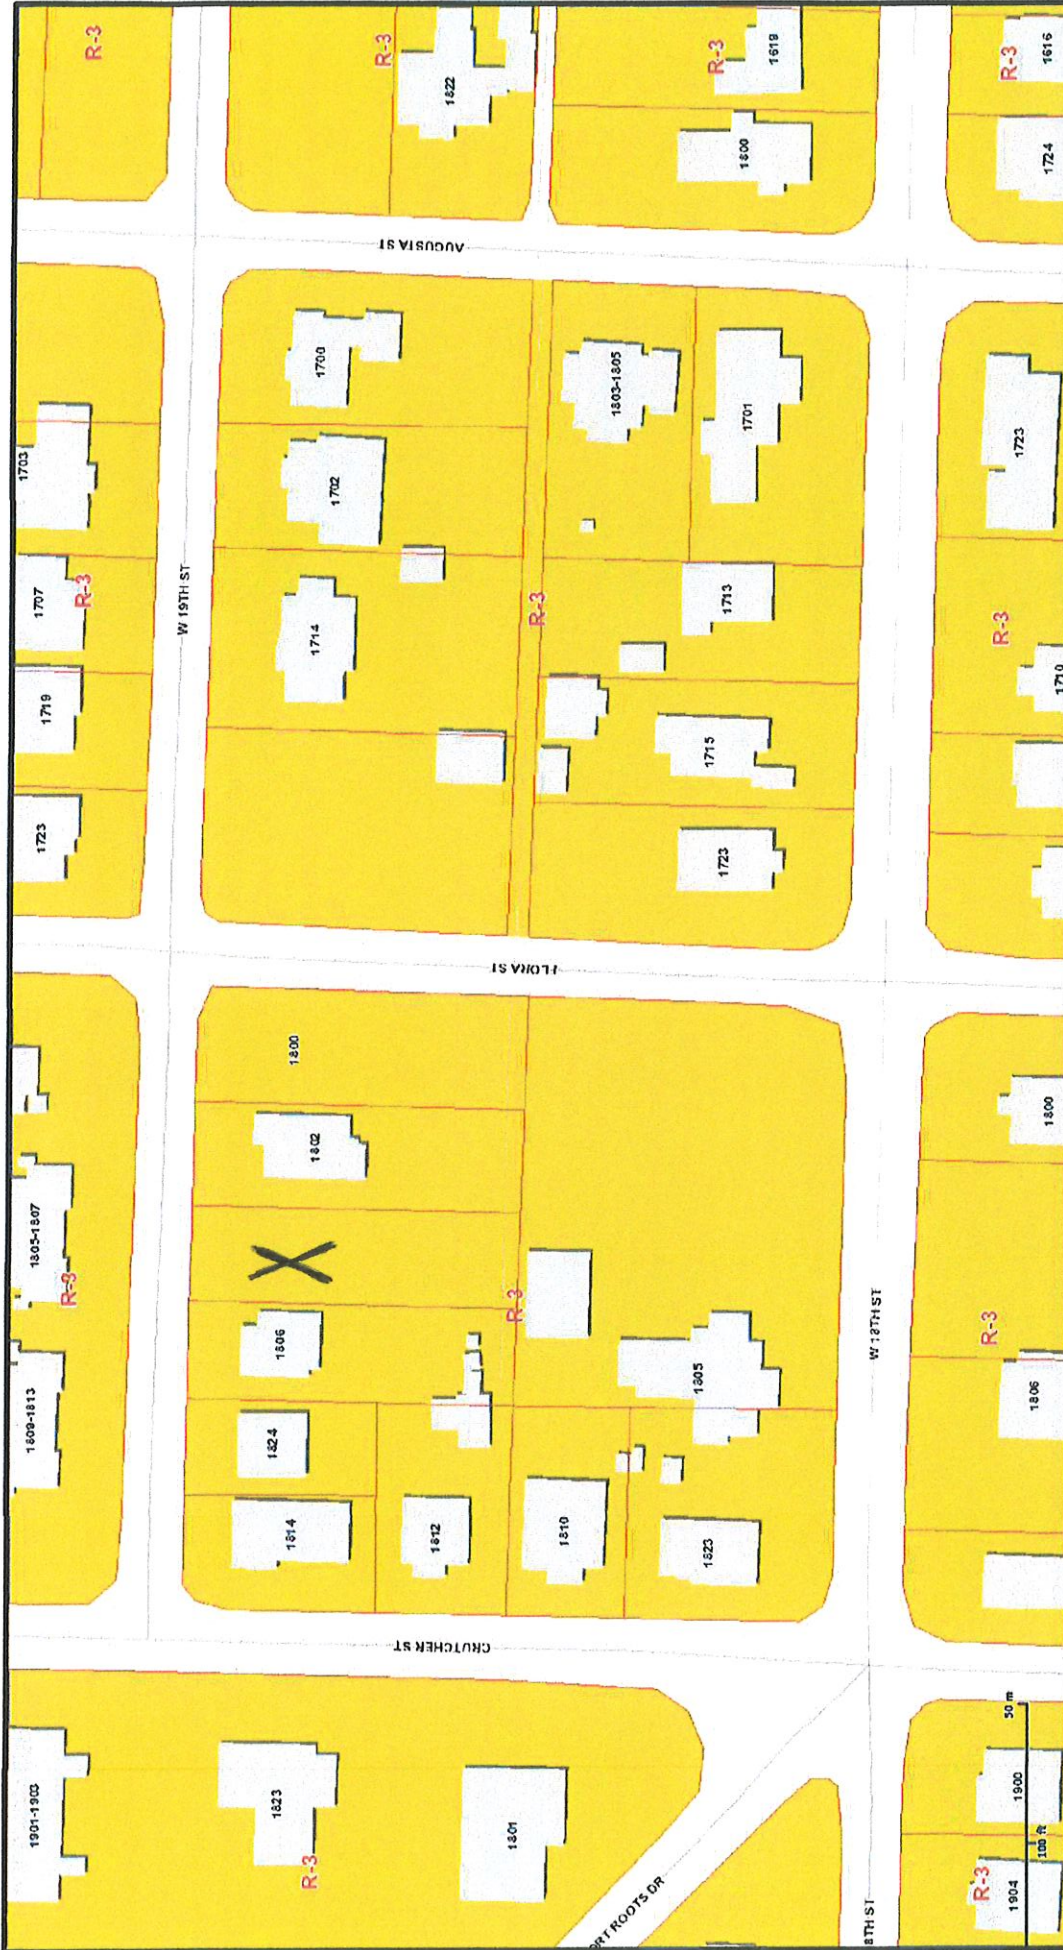 R-3
R-3
1822
R-3
1619
R-3
1616
1800
1724
AUGUSTA ST
1703
1700
1803-1805
1701
1723
1702
1707
R-3
W 19TH ST
1714
R-3
1713
R-3
1719
1710
1715
1723
1723
FLORA ST
1800
1802
1800
1805-1807
R-3
X
R-3
W 18TH ST
R-3
1806
1805
1806
1809-1813
1824
1814
1812
1810
1823
CRUTCHER ST
50 m
1901-1903
1823
R-3
1801
1900
100 ft
R-3
1904
ORT ROOTS DR
8TH ST